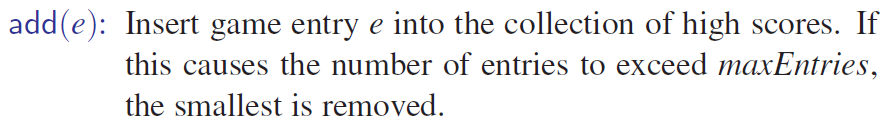 add(e): Insert game entry e into the collection of high scores. If
this causes the number of entries to exceed maxEntries,
the smallest is removed.